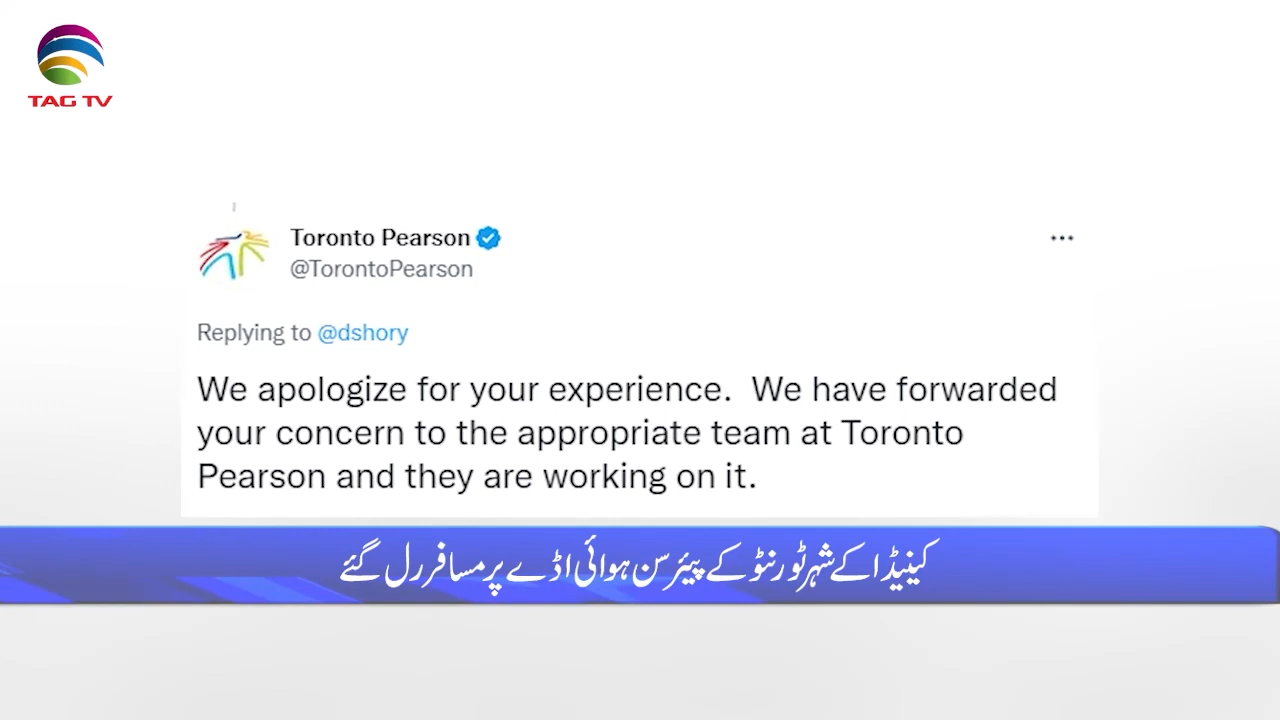 TAG TV
Toronto Pearson
@TorontoPearson
Replying to @dshory
We apologize for your experience. We have forwarded
your concern to the appropriate team at Toronto
Pearson and they are working on it.
کینیڈا کے شہر ٹورنٹو کے پیئرسن ہوائی اڈے پر مسافر رل گئے